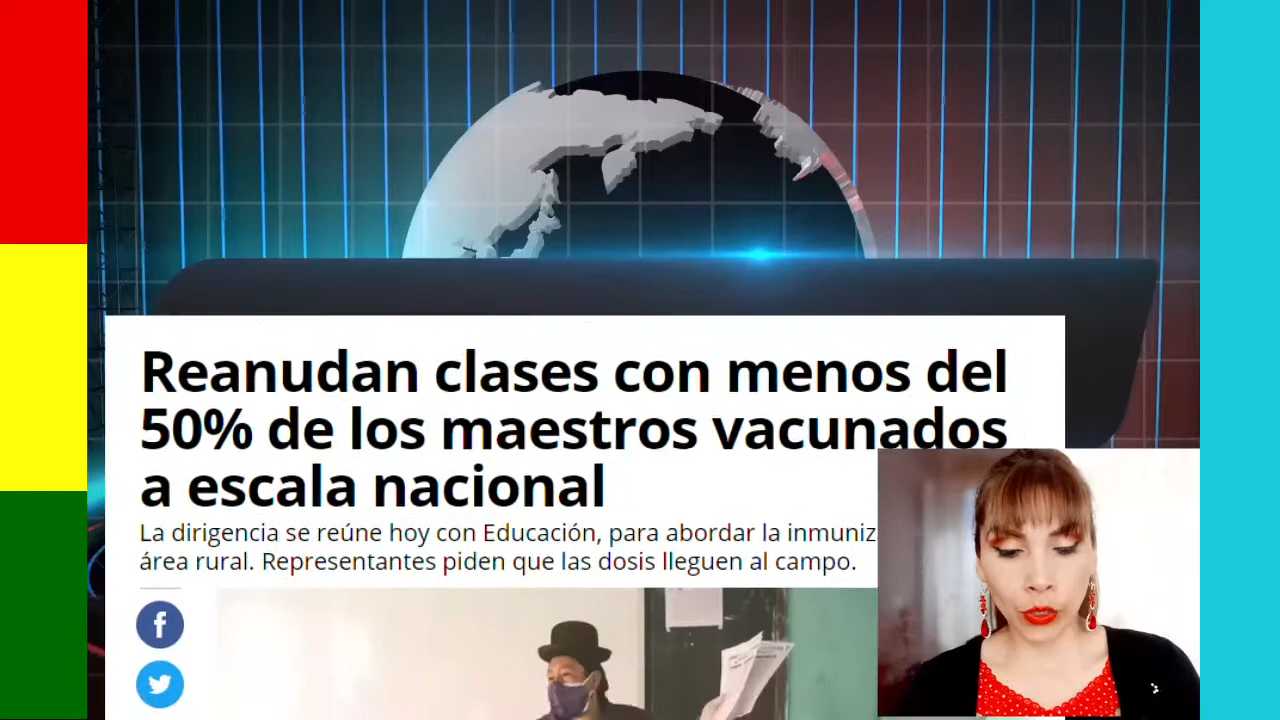 Reanudan clases con menos del
50% de los maestros vacunados
a escala nacional
La dirigencia se reúne hoy con Educación, para abordar la
área rural. Representantes piden que las dosis lleguen al campo.